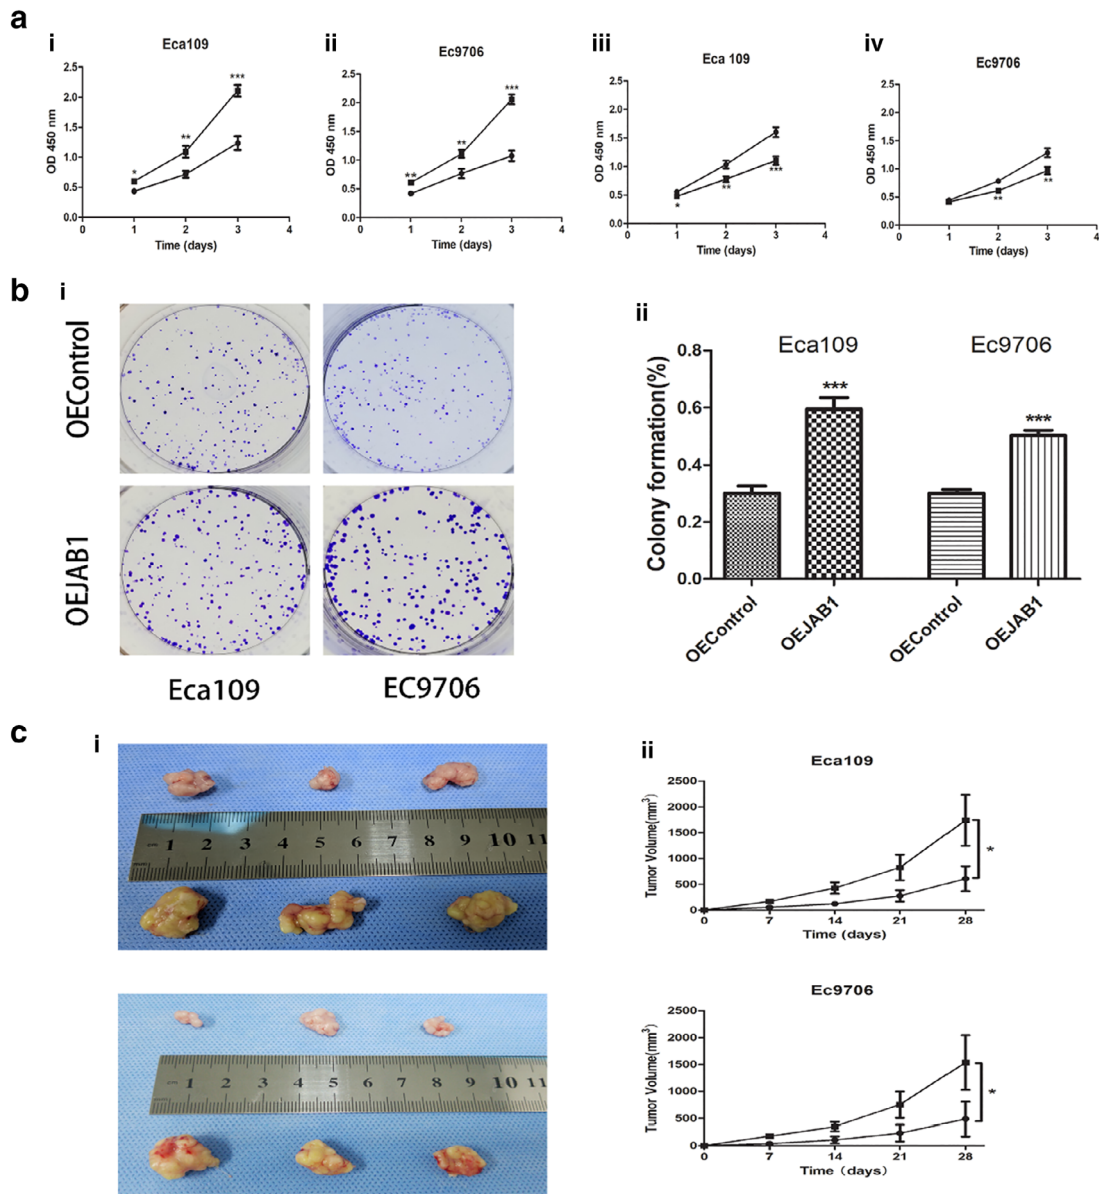 a
i
Eca109
OD 450 nm
2.5
2.0
1.5
1.0
0.5
0.0
*
**
***
0 1 2 3 4
Time (days)
ii
Ec9706
OD 450 nm
2.5
2.0
1.5
1.0
0.5
0.0
**
**
***
0 1 2 3 4
Time (days)
iii
Eca 109
OD 450 nm
2.5
2.0
1.5
1.0
0.5
0.0
*
**
***
0 1 2 3 4
Time (days)
iv
Ec9706
OD 450 nm
2.5
2.0
1.5
1.0
0.5
0.0
**
**
0 1 2 3 4
Time (days)
b
i
OEControl
OEJAB1
Eca109 EC9706
ii
Eca109 Ec9706
Colony formation(%)
0.8
0.6
0.4
0.2
0.0
*** ***
OEControl OEJAB1 OEControl OEJAB1
c
i
cm 1 2 3 4 5 6 7 8 9 10 11
cm 1 2 3 4 5 6 7 8 9 10 11
ii
Eca109
Tumor Volume(mm3)
2500
2000
1500
1000
500
0
*
0 7 14 21 28
Time (days)
Ec9706
Tumor Volume(mm3)
2500
2000
1500
1000
500
0
*
0 7 14 21 28
Time (days)